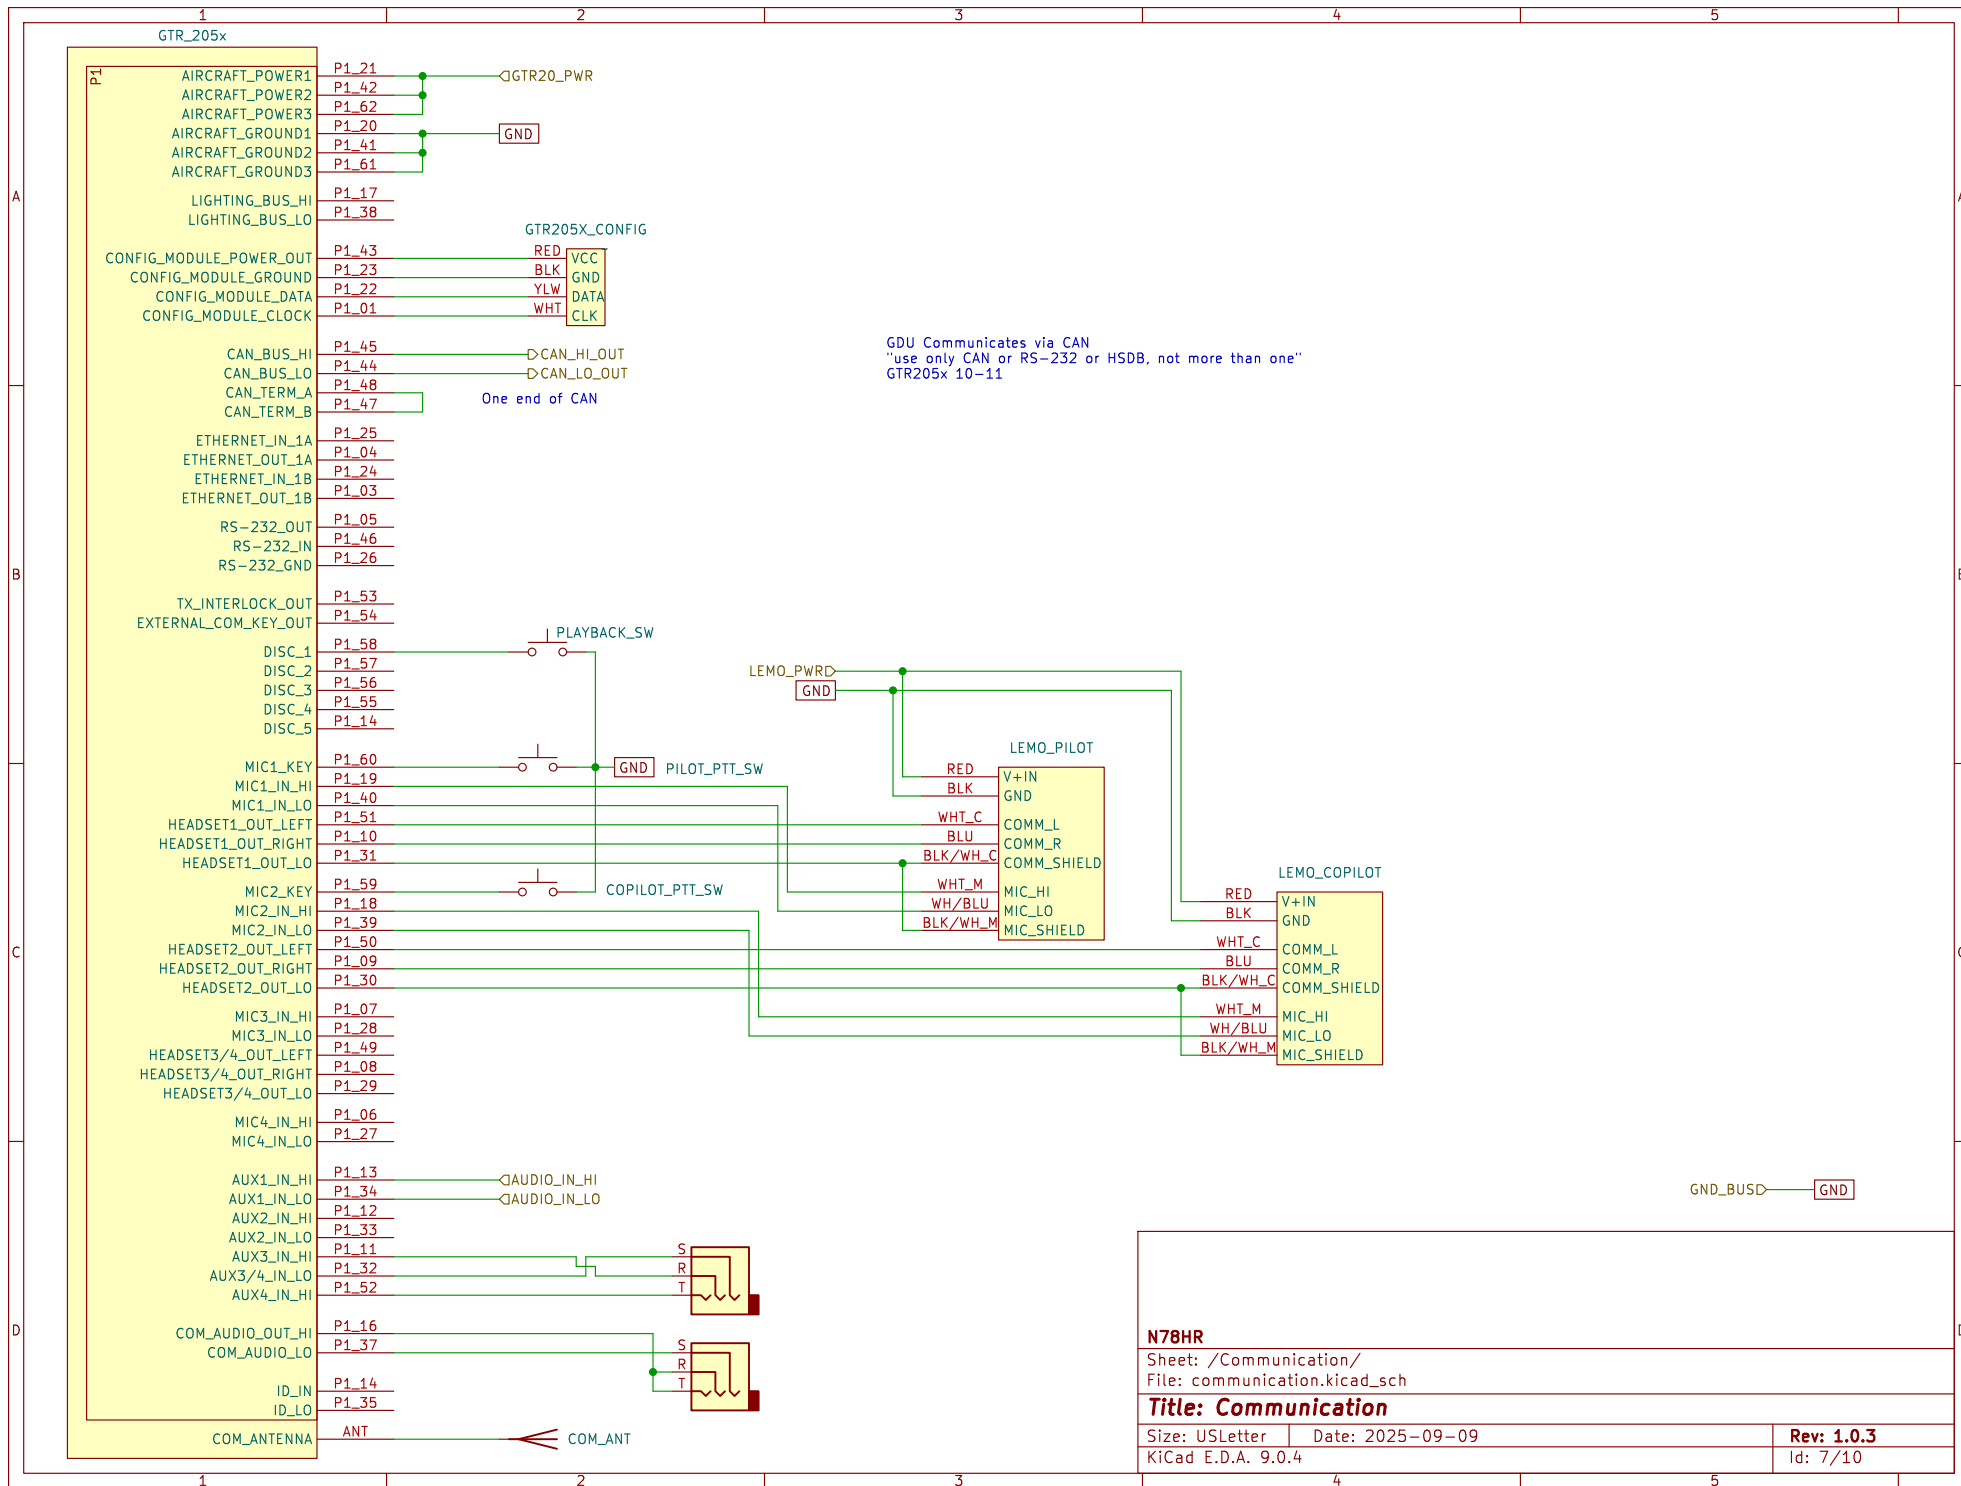 1 2 3 4 5
GTR_205x
P1
AIRCRAFT_POWER1 P1_21 GTR20_PWR
AIRCRAFT_POWER2 P1_42
AIRCRAFT_POWER3 P1_62
AIRCRAFT_GROUND1 P1_20 GND
AIRCRAFT_GROUND2 P1_41
AIRCRAFT_GROUND3 P1_61
A
LIGHTING_BUS_HI P1_17
LIGHTING_BUS_LO P1_38
GTR205X_CONFIG
CONFIG_MODULE_POWER_OUT P1_43 RED VCC
CONFIG_MODULE_GROUND P1_23 BLK GND
CONFIG_MODULE_DATA P1_22 YLW DATA
CONFIG_MODULE_CLOCK P1_01 WHT CLK
GDU Communicates via CAN
"use only CAN or RS-232 or HSDB, not more than one"
GTR205x 10-11
CAN_BUS_HI P1_45 CAN_HI_OUT
CAN_BUS_LO P1_44 CAN_LO_OUT
CAN_TERM_A P1_48
One end of CAN
CAN_TERM_B P1_47
ETHERNET_IN_1A P1_25
ETHERNET_OUT_1A P1_04
ETHERNET_IN_1B P1_24
ETHERNET_OUT_1B P1_03
RS-232_OUT P1_05
RS-232_IN P1_46
RS-232_GND P1_26
B
TX_INTERLOCK_OUT P1_53
EXTERNAL_COM_KEY_OUT P1_54
PLAYBACK_SW
DISC_1 P1_58
DISC_2 P1_57 LEMO_PWR
DISC_3 P1_56 GND
DISC_4 P1_55
DISC_5 P1_14
LEMO_PILOT
MIC1_KEY P1_60 GND PILOT_PTT_SW
RED V+IN
MIC1_IN_HI P1_19
BLK GND
MIC1_IN_LO P1_40
HEADSET1_OUT_LEFT P1_51 WHT_C COMM_L
HEADSET1_OUT_RIGHT P1_10 BLU COMM_R
HEADSET1_OUT_LO P1_31 BLK/WH_C COMM_SHIELD
LEMO_COPILOT
MIC2_KEY P1_59 COPILOT_PTT_SW WHT_M MIC_HI
RED V+IN
MIC2_IN_HI P1_18 WH/BLU MIC_LO
BLK GND
MIC2_IN_LO P1_39 BLK/WH_M MIC_SHIELD
C
HEADSET2_OUT_LEFT P1_50 WHT_C COMM_L
HEADSET2_OUT_RIGHT P1_09 BLU COMM_R
HEADSET2_OUT_LO P1_30 BLK/WH_C COMM_SHIELD
MIC3_IN_HI P1_07 WHT_M MIC_HI
MIC3_IN_LO P1_28 WH/BLU MIC_LO
HEADSET3/4_OUT_LEFT P1_49 BLK/WH_M MIC_SHIELD
HEADSET3/4_OUT_RIGHT P1_08
HEADSET3/4_OUT_LO P1_29
MIC4_IN_HI P1_06
MIC4_IN_LO P1_27
AUX1_IN_HI P1_13 AUDIO_IN_HI
GND_BUS GND
AUX1_IN_LO P1_34 AUDIO_IN_LO
AUX2_IN_HI P1_12
AUX2_IN_LO P1_33
AUX3_IN_HI P1_11 S
AUX3/4_IN_LO P1_32 R
AUX4_IN_HI P1_52 T
D
COM_AUDIO_OUT_HI P1_16
COM_AUDIO_LO P1_37 S
R
ID_IN P1_14 T
ID_LO P1_35
COM_ANTENNA ANT COM_ANT
N78HR
Sheet: /Communication/
File: communication.kicad_sch
Title: Communication
Size: USLetter Date: 2025-09-09 Rev: 1.0.3
KiCad E.D.A. 9.0.4 Id: 7/10
1 2 3 4 5